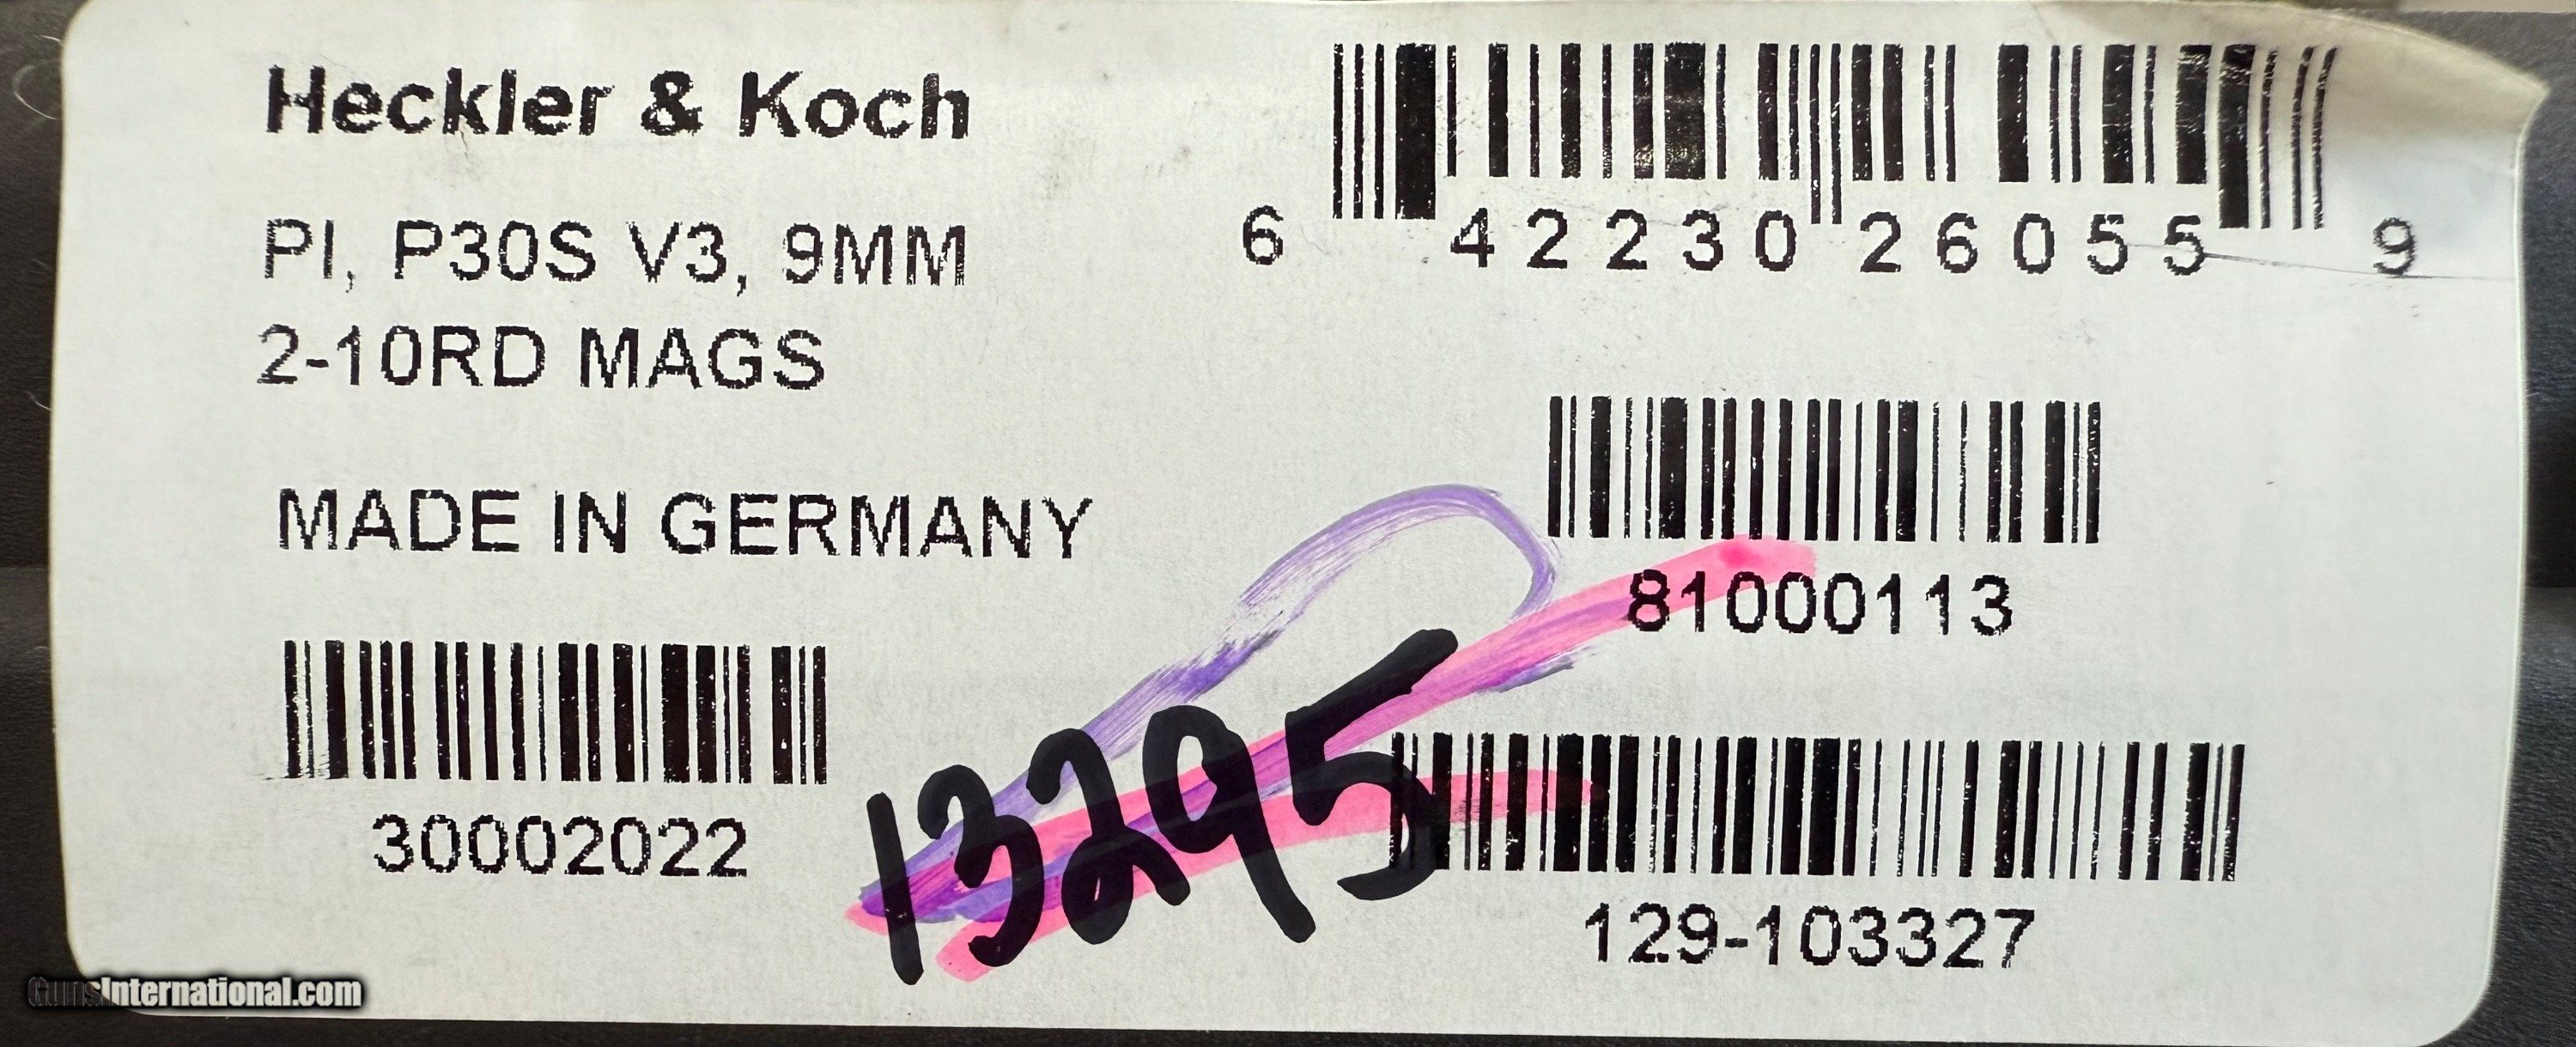 Heckler & Koch
PI, P30S V3, 9MM
2-10RD MAGS
MADE IN GERMANY
30002022
6 42230 26055 9
81000113
13295
129-103327
GunsInternational.com